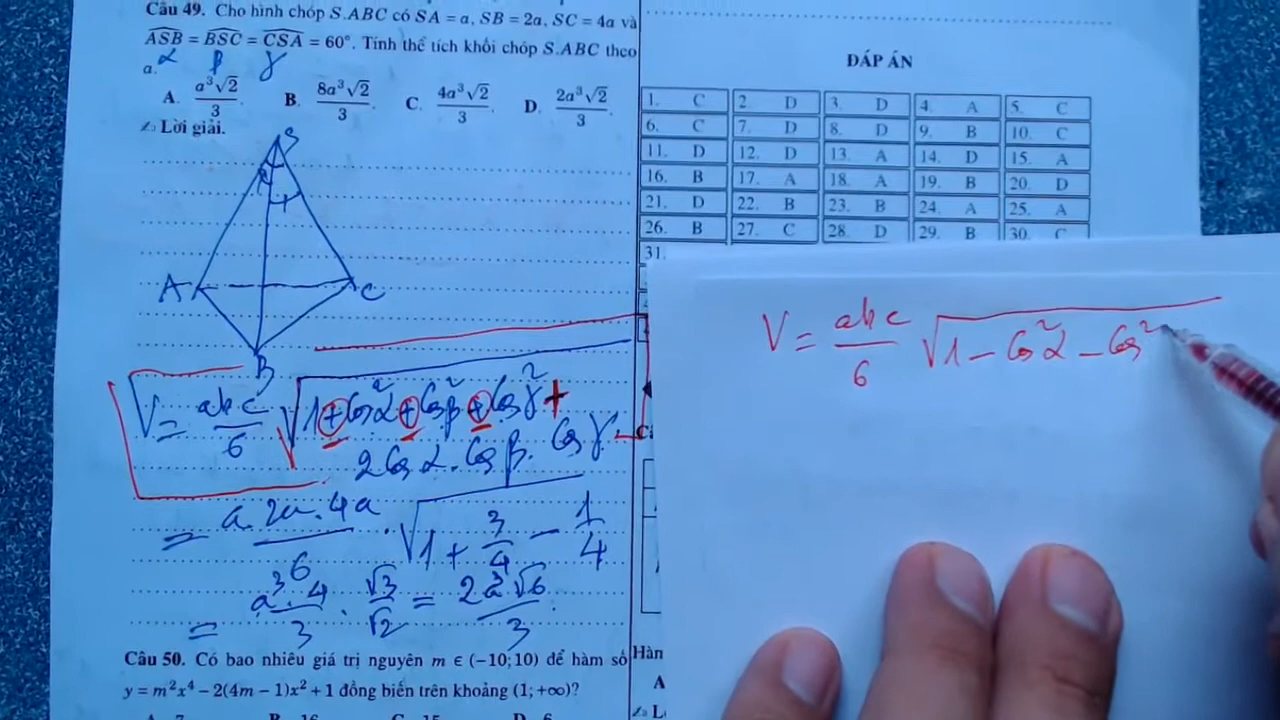 Câu 49. Cho hình chóp S.ABC có SA = a, SB = 2a, SC = 4a và
ASB = BSC = CSA = 60°. Tính thể tích khối chóp S.ABC theo
a.
α β γ
A. a³√2/3. B. 8a³√2/3. C. 4a³√2/3. D. 2a³√2/3.
Lời giải.
S
A
C
B
V = abc/6 √1 + Cos²α + Cos²β + Cosγ² +
2Cosα.Cosβ.Cosγ
= a.2a.4a/6 . √1 + 3/4 − 1/4
= a³.4/3 . √3/√2 = 2a³√6/3.
Câu 50. Có bao nhiêu giá trị nguyên m ∈ (−10;10) để hàm số
y = m²x⁴ − 2(4m − 1)x² + 1 đồng biến trên khoảng (1;+∞)?
ĐÁP ÁN
1. C 2. D 3. D 4. A 5. C
6. C 7. D 8. D 9. B 10. C
11. D 12. D 13. A 14. D 15. A
16. B 17. A 18. A 19. B 20. D
21. D 22. B 23. B 24. A 25. A
26. B 27. C 28. D 29. B 30. C
31.
V = abc/6 √1 − Cos²α − Cos²
Hàn
A